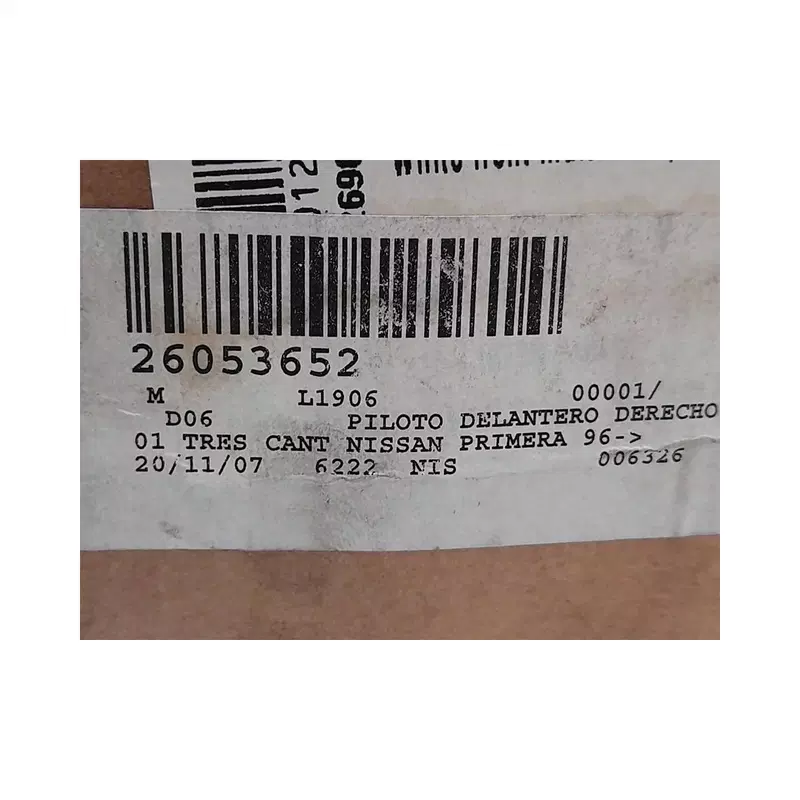 26053652
M L1906 00001/
D06 PILOTO DELANTERO DERECHO
01 TRES CANT NISSAN PRIMERA 96->
20/11/07 6222 NIS 006326